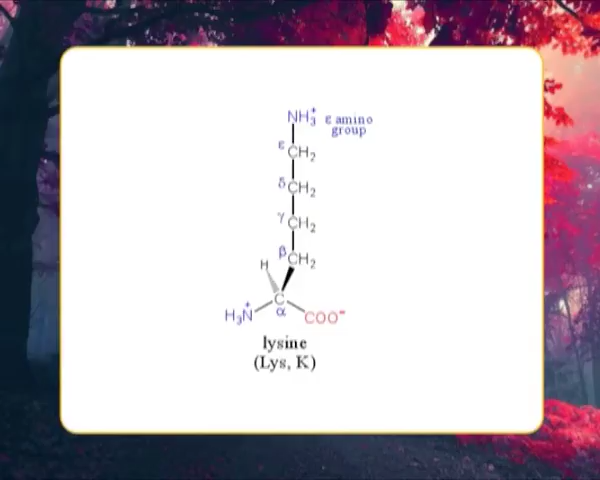 NH₃⁺ ε amino
group
ε CH₂
δ CH₂
γ CH₂
β CH₂
H
C
H₃N⁺ α COO⁻
lysine
(Lys, K)